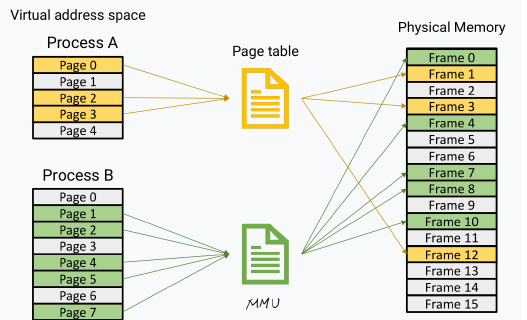 Virtual address space
Process A
Page 0
Page 1
Page 2
Page 3
Page 4
Process B
Page 0
Page 1
Page 2
Page 3
Page 4
Page 5
Page 6
Page 7
Page table
MMU
Physical Memory
Frame 0
Frame 1
Frame 2
Frame 3
Frame 4
Frame 5
Frame 6
Frame 7
Frame 8
Frame 9
Frame 10
Frame 11
Frame 12
Frame 13
Frame 14
Frame 15